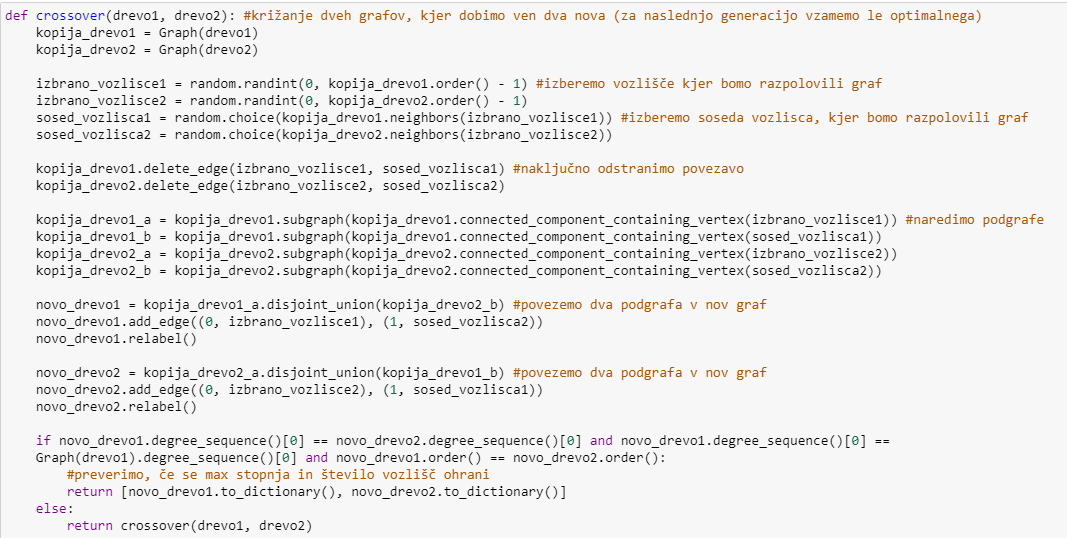 def crossover(drevo1, drevo2): #križanje dveh grafov, kjer dobimo ven dva nova (za naslednjo generacijo vzamemo le optimalnega)
    kopija_drevo1 = Graph(drevo1)
    kopija_drevo2 = Graph(drevo2)

    izbrano_vozlisce1 = random.randint(0, kopija_drevo1.order() - 1) #izberemo vozlišče kjer bomo razpolovili graf
    izbrano_vozlisce2 = random.randint(0, kopija_drevo2.order() - 1)
    sosed_vozlisca1 = random.choice(kopija_drevo1.neighbors(izbrano_vozlisce1)) #izberemo soseda vozlisca, kjer bomo razpolovili graf
    sosed_vozlisca2 = random.choice(kopija_drevo2.neighbors(izbrano_vozlisce2))

    kopija_drevo1.delete_edge(izbrano_vozlisce1, sosed_vozlisca1) #naključno odstranimo povezavo
    kopija_drevo2.delete_edge(izbrano_vozlisce2, sosed_vozlisca2)

    kopija_drevo1_a = kopija_drevo1.subgraph(kopija_drevo1.connected_component_containing_vertex(izbrano_vozlisce1)) #naredimo podgrafe
    kopija_drevo1_b = kopija_drevo1.subgraph(kopija_drevo1.connected_component_containing_vertex(sosed_vozlisca1))
    kopija_drevo2_a = kopija_drevo2.subgraph(kopija_drevo2.connected_component_containing_vertex(izbrano_vozlisce2))
    kopija_drevo2_b = kopija_drevo2.subgraph(kopija_drevo2.connected_component_containing_vertex(sosed_vozlisca2))

    novo_drevo1 = kopija_drevo1_a.disjoint_union(kopija_drevo2_b) #povezemo dva podgrafa v nov graf
    novo_drevo1.add_edge((0, izbrano_vozlisce1), (1, sosed_vozlisca2))
    novo_drevo1.relabel()

    novo_drevo2 = kopija_drevo2_a.disjoint_union(kopija_drevo1_b) #povezemo dva podgrafa v nov graf
    novo_drevo2.add_edge((0, izbrano_vozlisce2), (1, sosed_vozlisca1))
    novo_drevo2.relabel()

    if novo_drevo1.degree_sequence()[0] == novo_drevo2.degree_sequence()[0] and novo_drevo1.degree_sequence()[0] ==
    Graph(drevo1).degree_sequence()[0] and novo_drevo1.order() == novo_drevo2.order():
        #preverimo, če se max stopnja in število vozlišč ohrani
        return [novo_drevo1.to_dictionary(), novo_drevo2.to_dictionary()]
    else:
        return crossover(drevo1, drevo2)